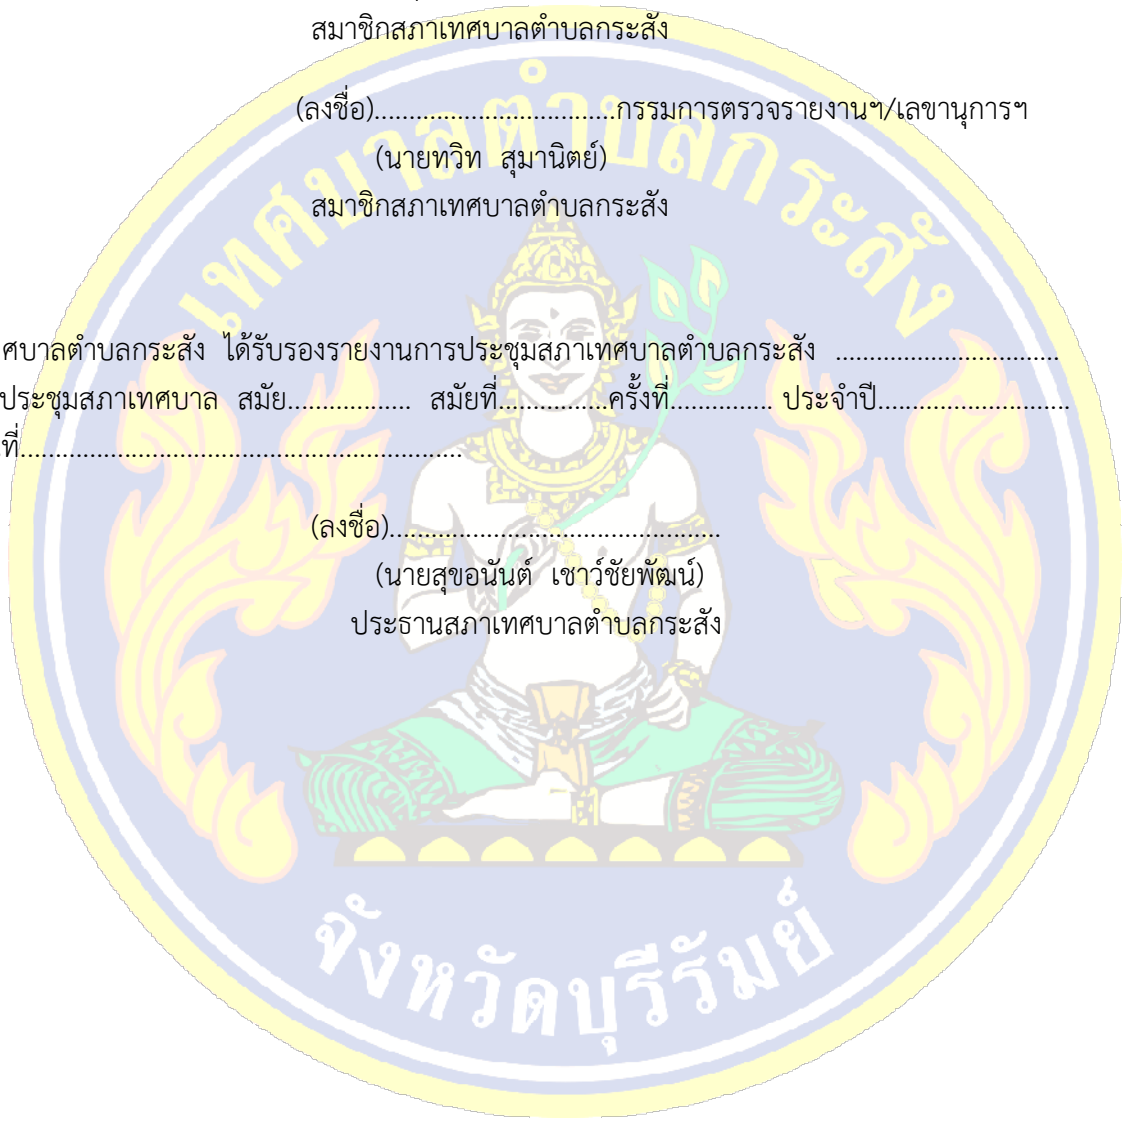 สมาชิกสภาเทศบาลตำบลกระสัง
(ลงชื่อ)...................................กรรมการตรวจรายงานฯ/เลขานุการฯ
(นายทวิท สุมานิตย์)
สมาชิกสภาเทศบาลตำบลกระสัง
ศบาลตำบลกระสัง ได้รับรองรายงานการประชุมสภาเทศบาลตำบลกระสัง ................................
ประชุมสภาเทศบาล สมัย.................. สมัยที่................ครั้งที่............... ประจำปี............................
ที่................................................................
(ลงชื่อ)................................................
(นายสุขอนันต์ เชาว์ชัยพัฒน์)
ประธานสภาเทศบาลตำบลกระสัง
เทศบาลตำบลกระสัง
จังหวัดบุรีรัมย์